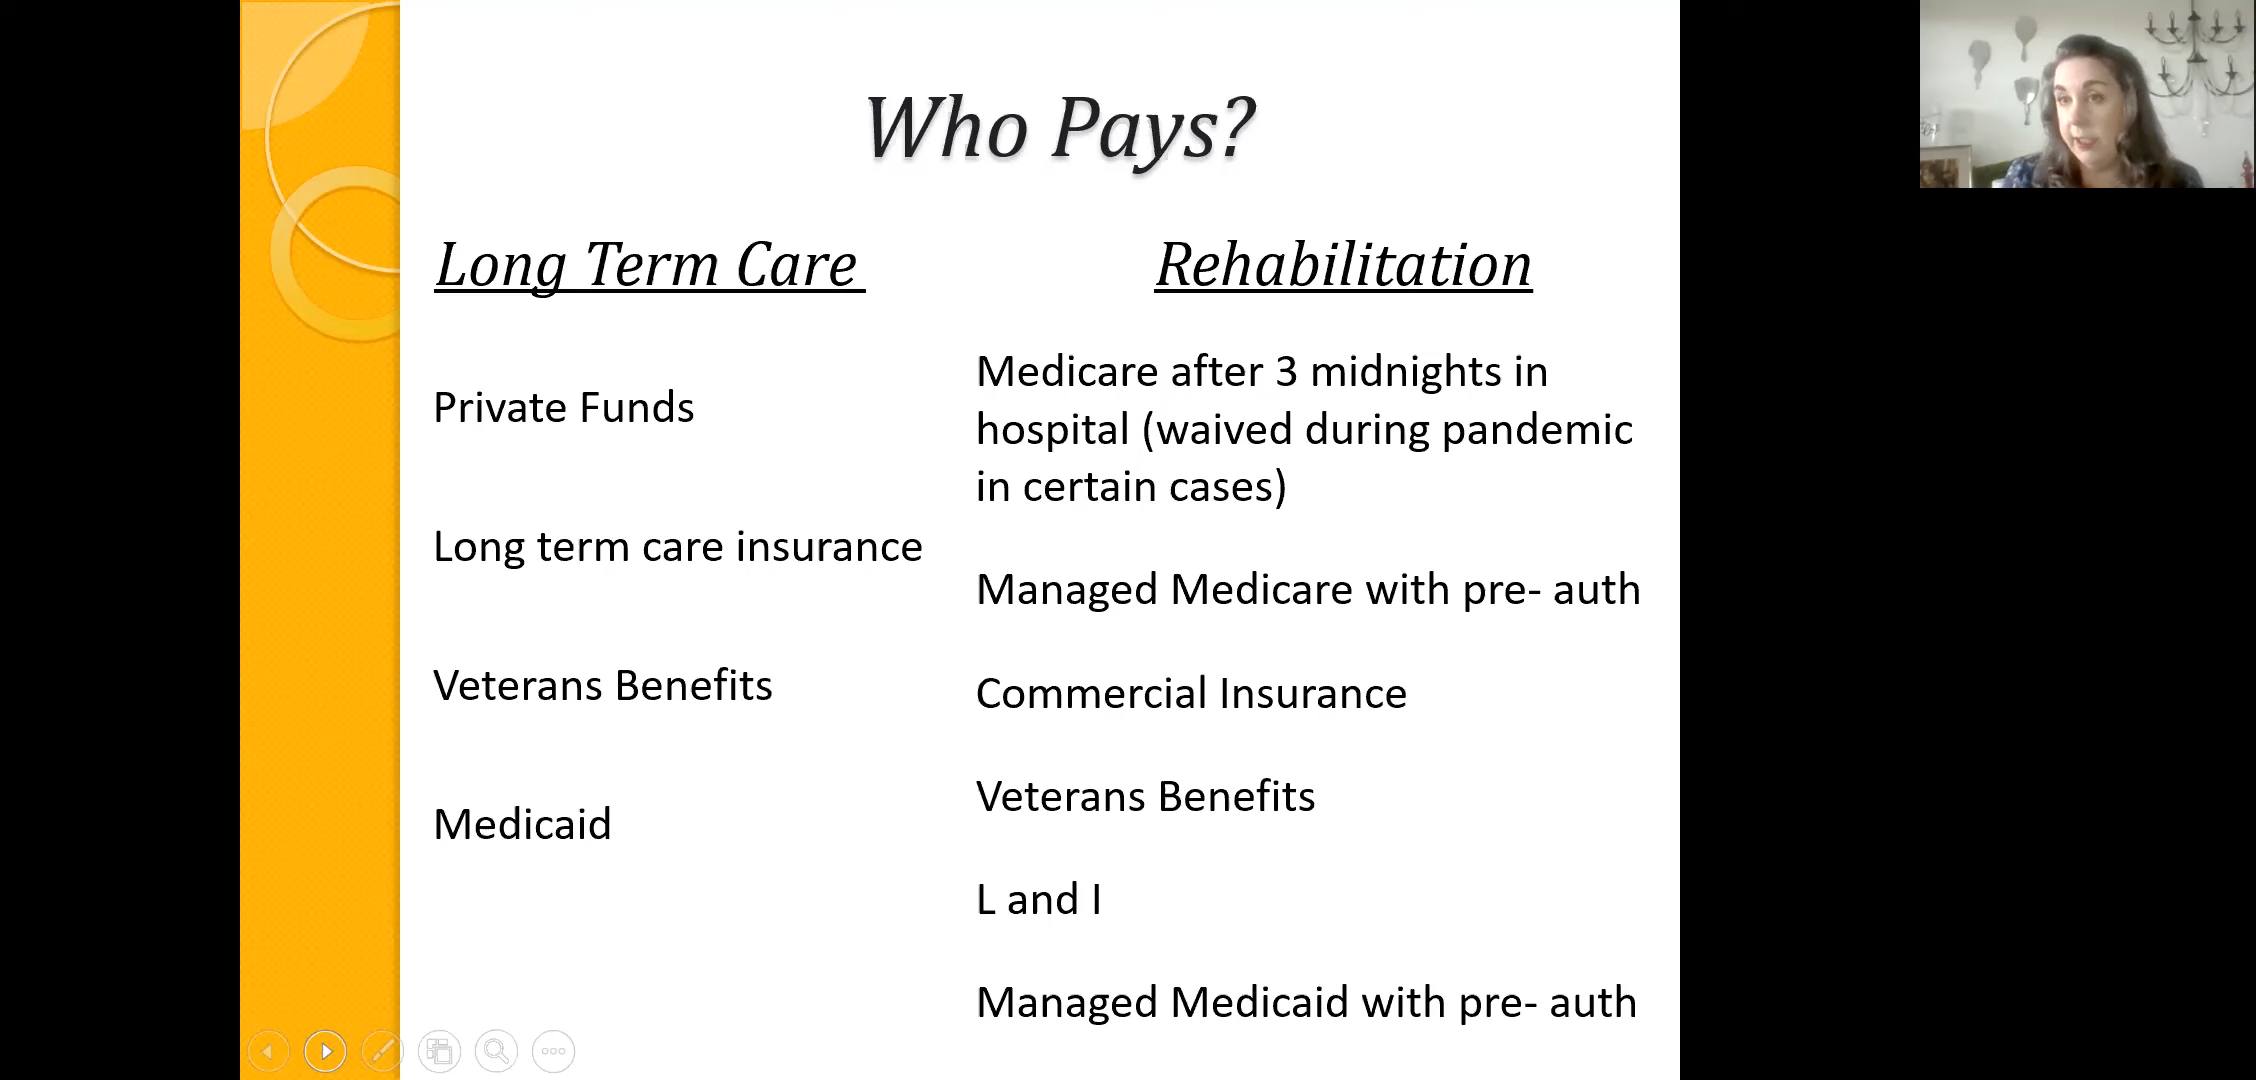 Who Pays?
Long Term Care
Private Funds
Long term care insurance
Veterans Benefits
Medicaid
Rehabilitation
Medicare after 3 midnights in
hospital (waived during pandemic
in certain cases)
Managed Medicare with pre- auth
Commercial Insurance
Veterans Benefits
L and I
Managed Medicaid with pre- auth